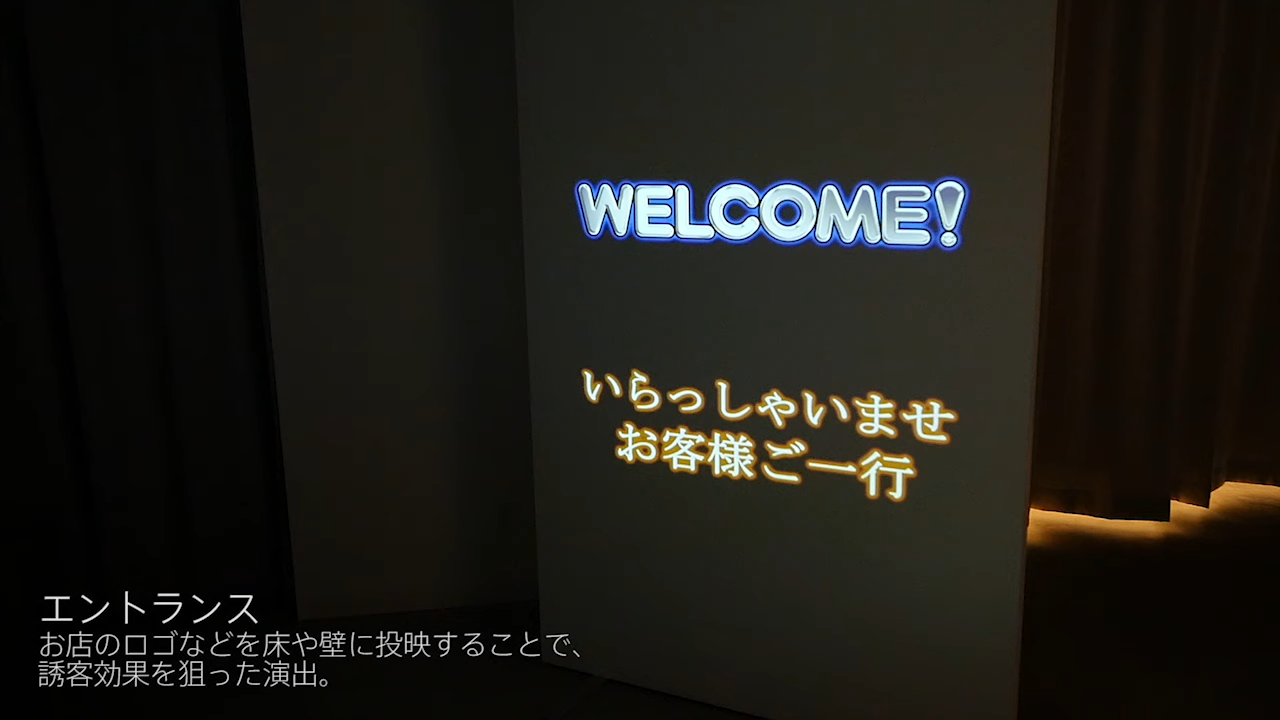 WELCOME!
いらっしゃいませ
お客様ご一行
エントランス
お店のロゴなどを床や壁に投映することで、
誘客効果を狙った演出。